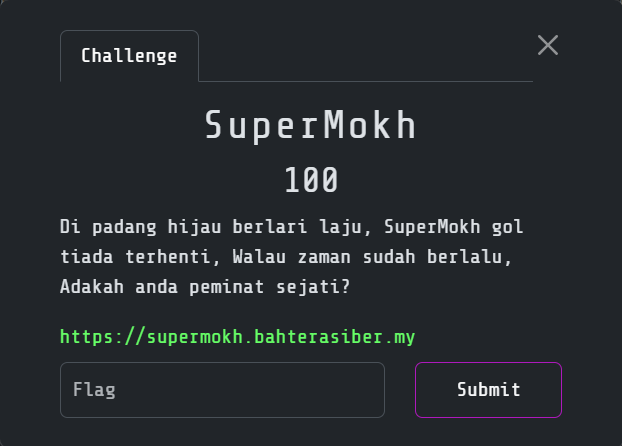 Challenge
SuperMokh
100
Di padang hijau berlari laju, SuperMokh gol
tiada terhenti, Walau zaman sudah berlalu,
Adakah anda peminat sejati?
https://supermokh.bahterasiber.my
Flag
Submit